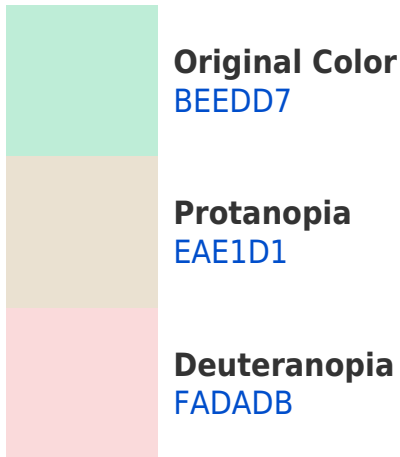 Original Color
BEEDD7
Protanopia
EAE1D1
Deuteranopia
FADADB